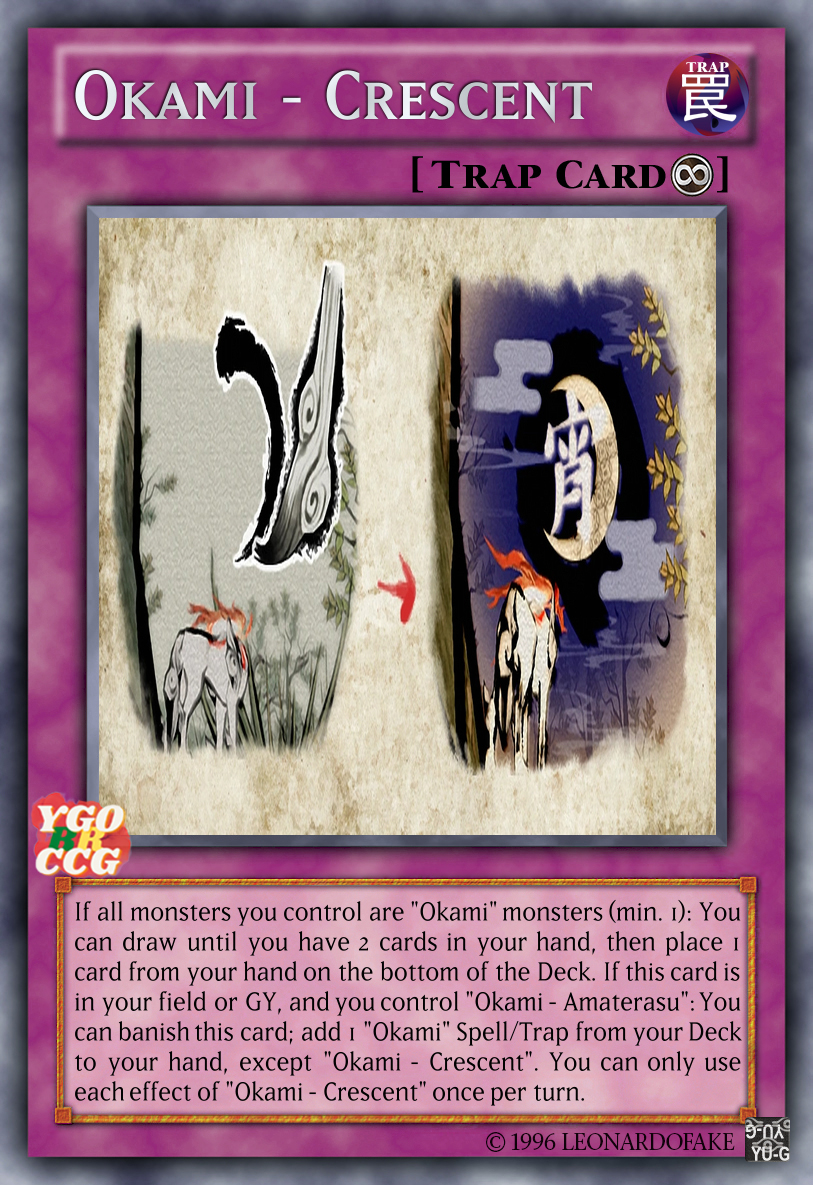 OKAMI - CRESCENT
TRAP
罠
[TRAP CARD∞]
宵
YGO
RR
CCG
If all monsters you control are "Okami" monsters (min. 1): You
can draw until you have 2 cards in your hand, then place 1
card from your hand on the bottom of the Deck. If this card is
in your field or GY, and you control "Okami - Amaterasu": You
can banish this card; add 1 "Okami" Spell/Trap from your Deck
to your hand, except "Okami - Crescent". You can only use
each effect of "Okami - Crescent" once per turn.
© 1996 LEONARDOFAKE
YU-G